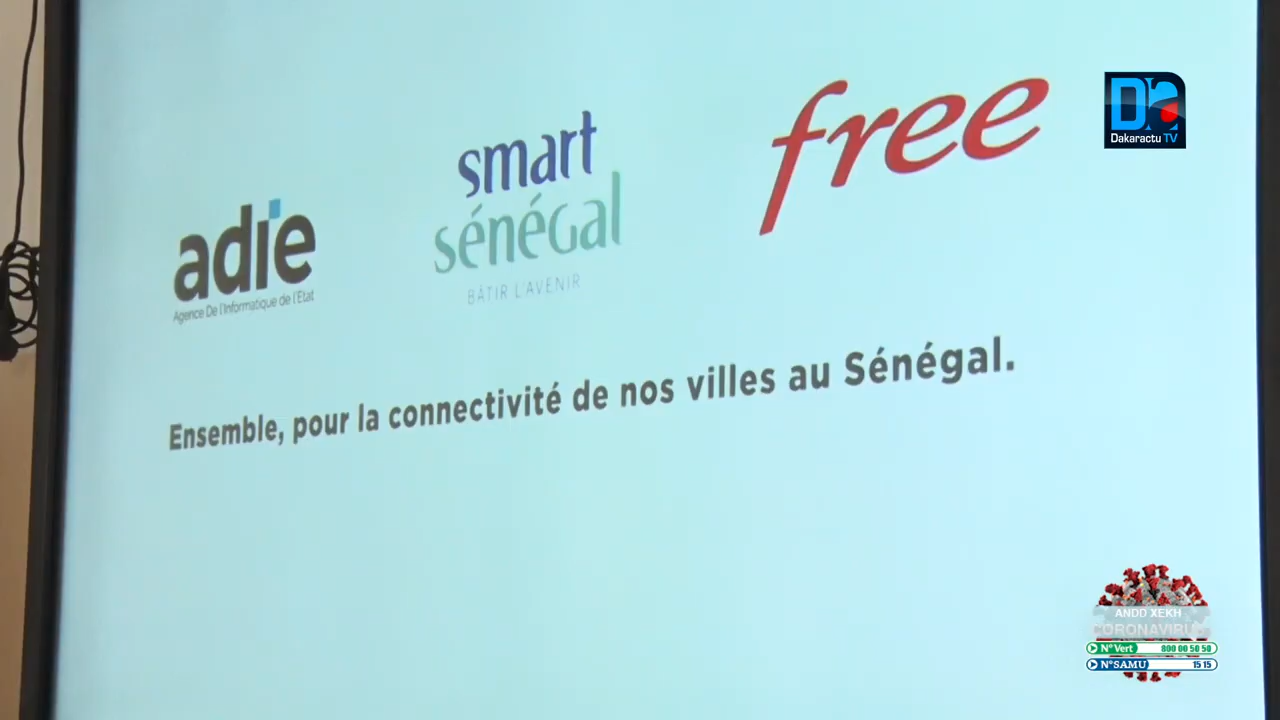 adie
Agence De l'Informatique de l'Etat
smart
sénégal
BÂTIR L'AVENIR
free
Ensemble, pour la connectivité de nos villes au Sénégal.
Dakaractu TV
ANDD XEKH
CORONAVIRUS
N° Vert 800 00 50 50
N° SAMU 15 15